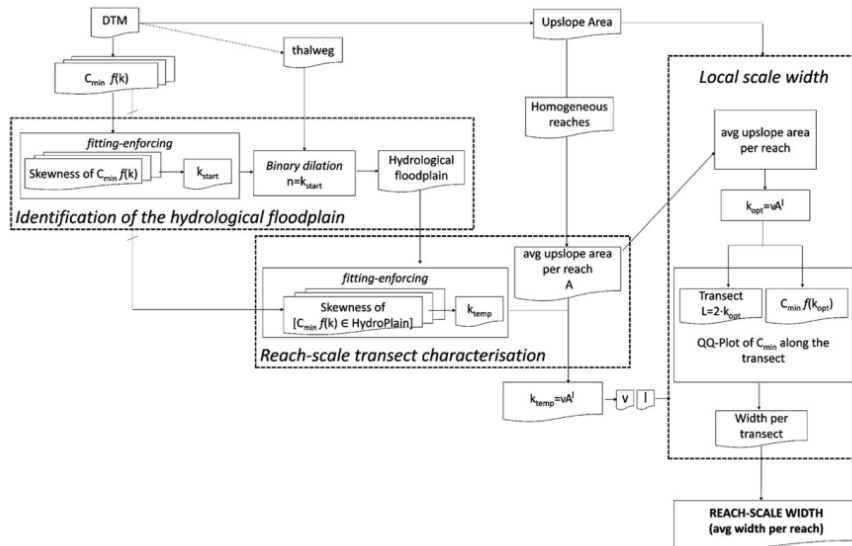 DTM
Upslope Area
thalweg
C_min f(k)
Local scale width
Homogeneous
reaches
avg upslope area
per reach
fitting-enforcing
Skewness of C_min f(k)
k_start
Binary dilation
n=k_start
Hydrological
floodplain
Identification of the hydrological floodplain
k_opt=vA^l
avg upslope area
per reach
A
fitting-enforcing
Skewness of
[C_min f(k) ∈ HydroPlain]
k_temp
Reach-scale transect characterisation
Transect
L=2·k_opt
C_min f(k_opt)
QQ-Plot of C_min along the
transect
k_temp=vA^l
v
l
Width per
transect
REACH-SCALE WIDTH
(avg width per reach)